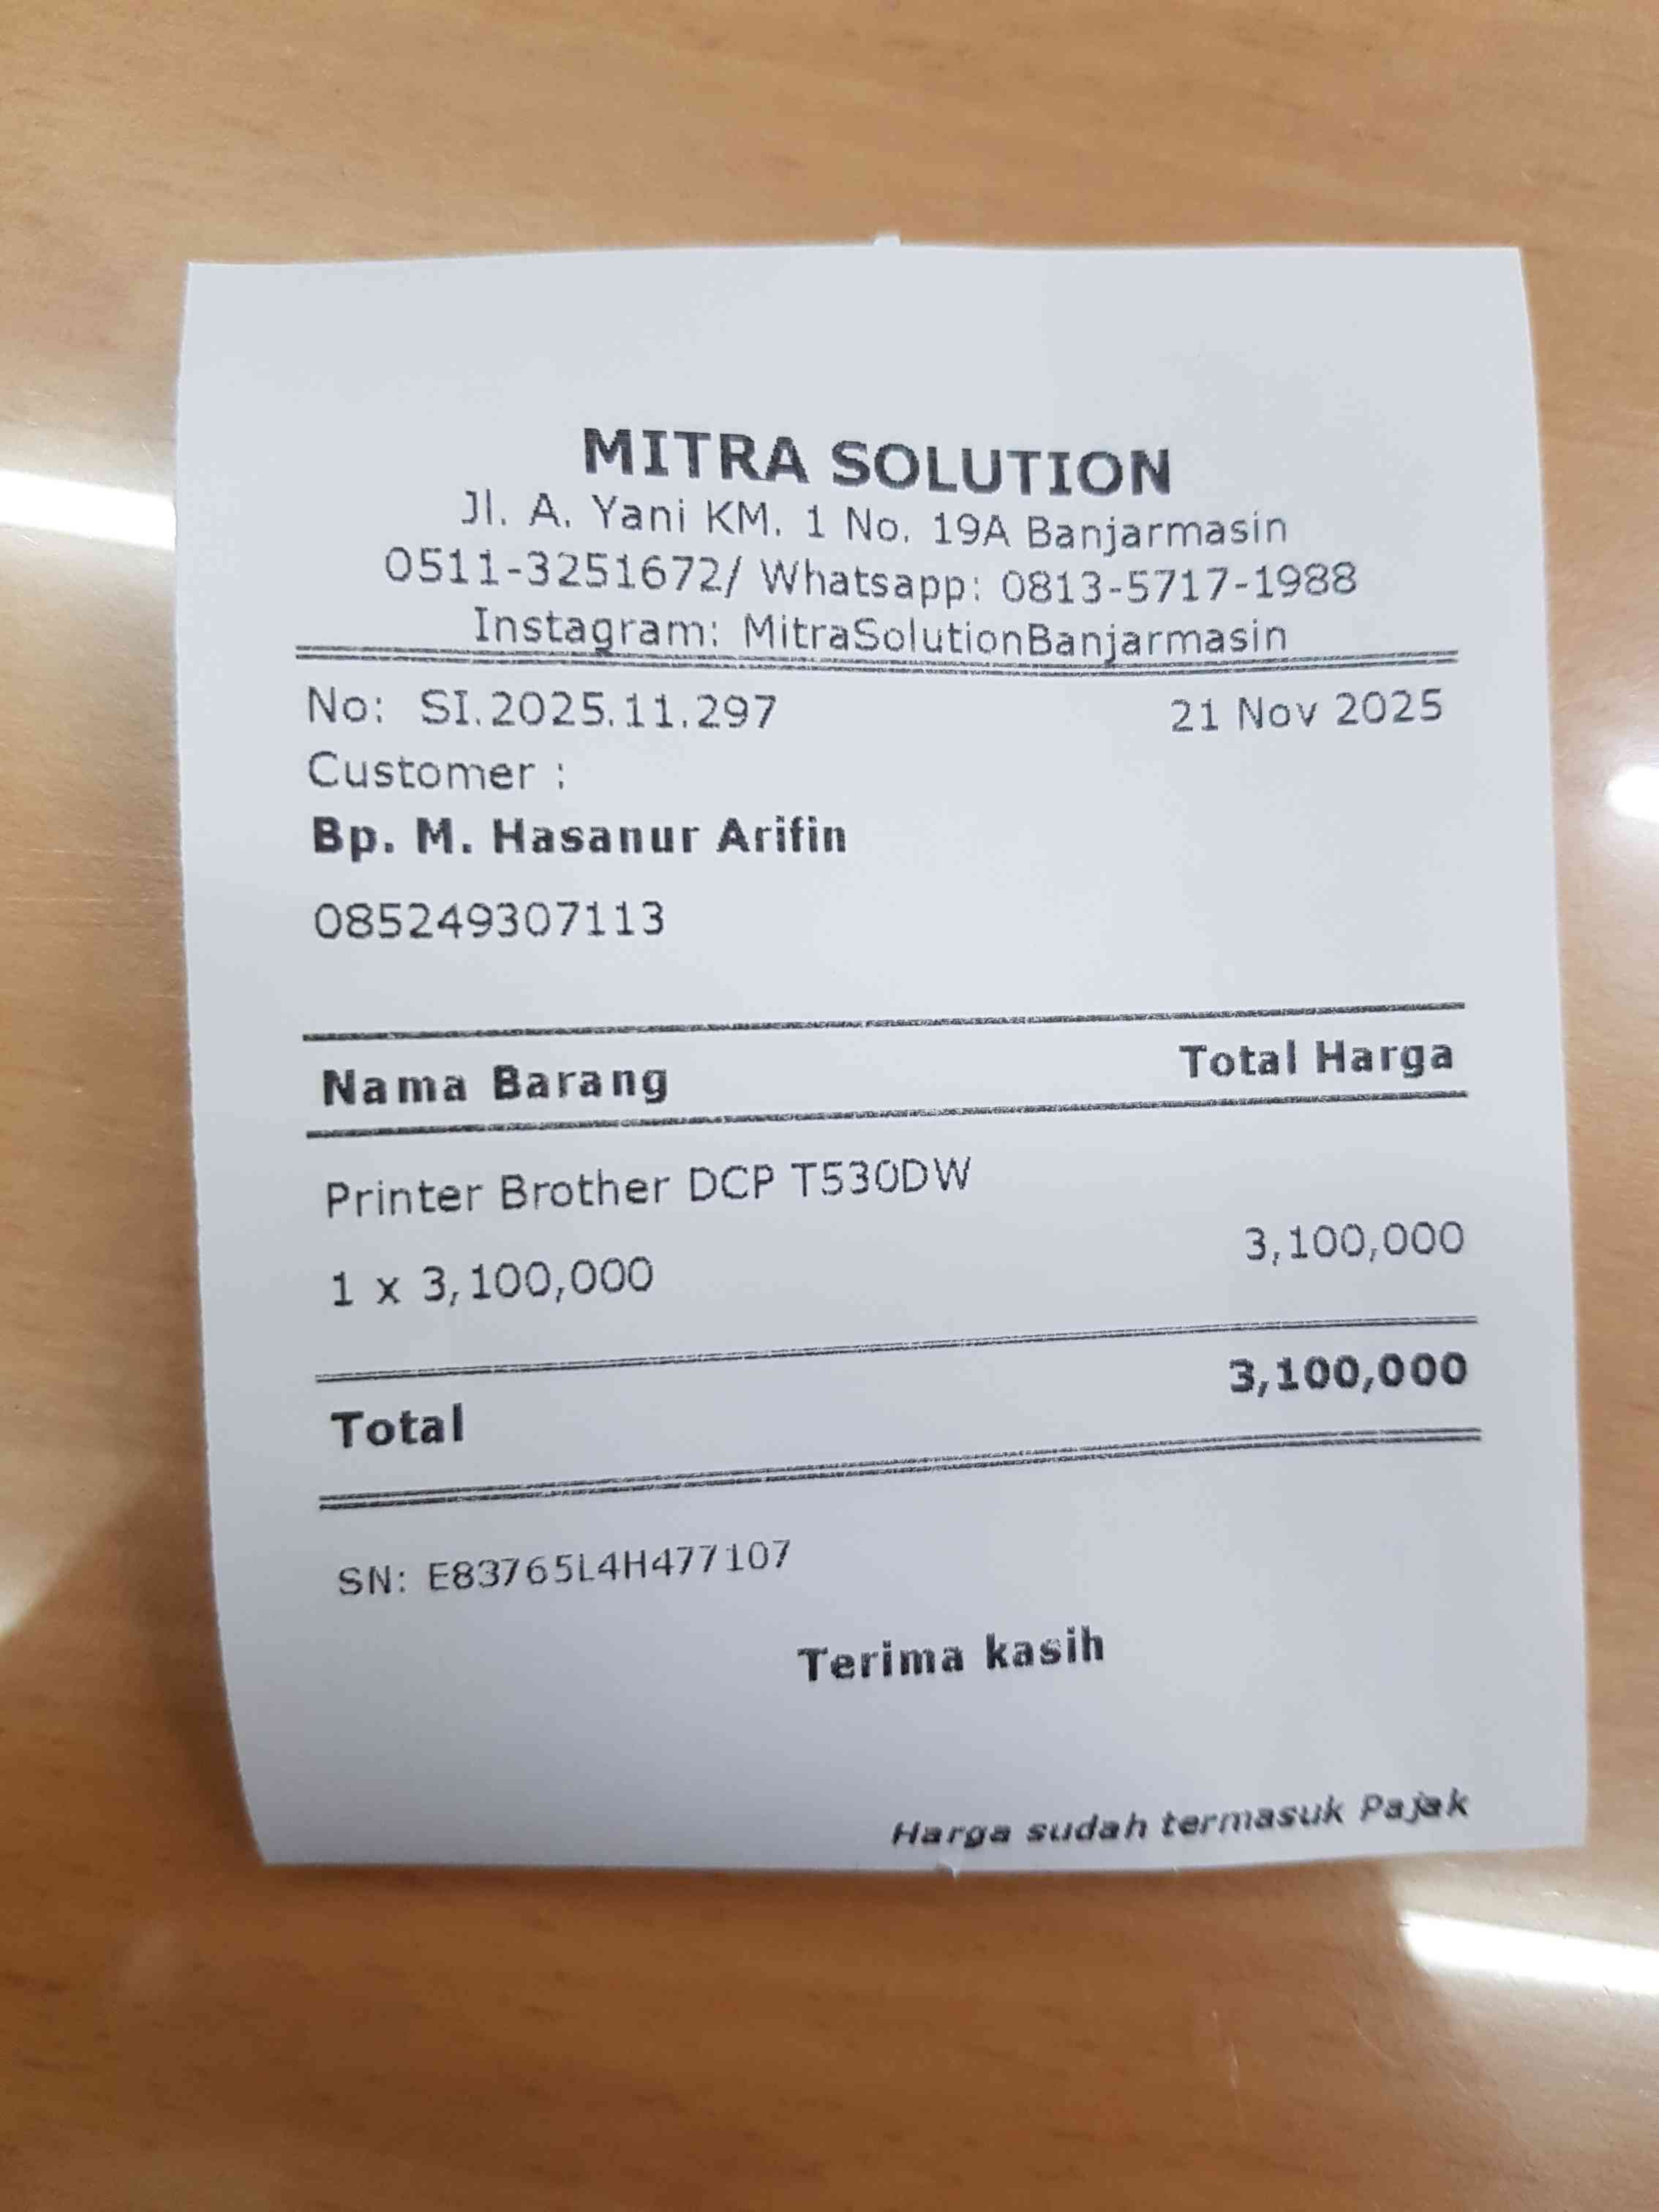 MITRA SOLUTION
Jl. A. Yani KM. 1 No. 19A Banjarmasin
0511-3251672/ Whatsapp: 0813-5717-1988
Instagram: MitraSolutionBanjarmasin
No: SI.2025.11.297 21 Nov 2025
Customer :
Bp. M. Hasanur Arifin
085249307113
Nama Barang Total Harga
Printer Brother DCP T530DW
1 x 3,100,000 3,100,000
Total 3,100,000
SN: E83765L4H477107
Terima kasih
Harga sudah termasuk Pajak